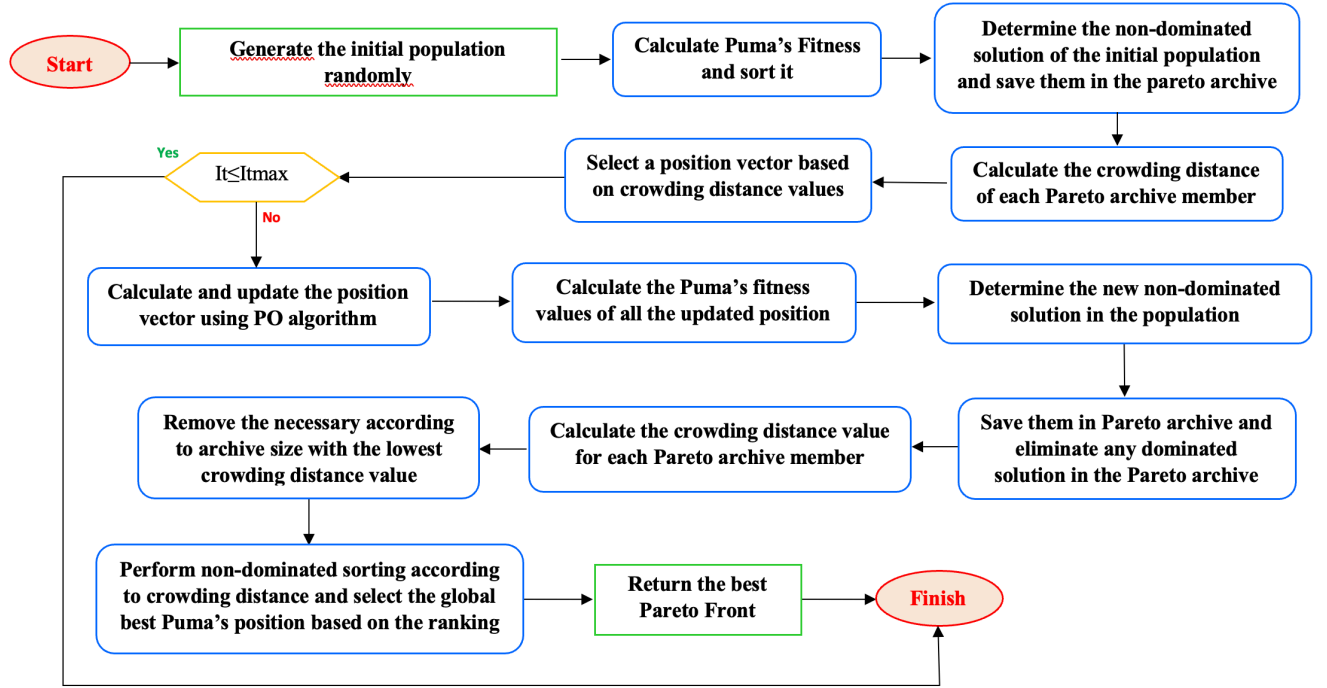 Start
Generate the initial population
randomly
Calculate Puma's Fitness
and sort it
Determine the non-dominated
solution of the initial population
and save them in the pareto archive
Calculate the crowding distance
of each Pareto archive member
Select a position vector based
on crowding distance values
It≤Itmax
Yes
No
Calculate and update the position
vector using PO algorithm
Calculate the Puma's fitness
values of all the updated position
Determine the new non-dominated
solution in the population
Save them in Pareto archive and
eliminate any dominated
solution in the Pareto archive
Calculate the crowding distance value
for each Pareto archive member
Remove the necessary according
to archive size with the lowest
crowding distance value
Perform non-dominated sorting according
to crowding distance and select the global
best Puma's position based on the ranking
Return the best
Pareto Front
Finish